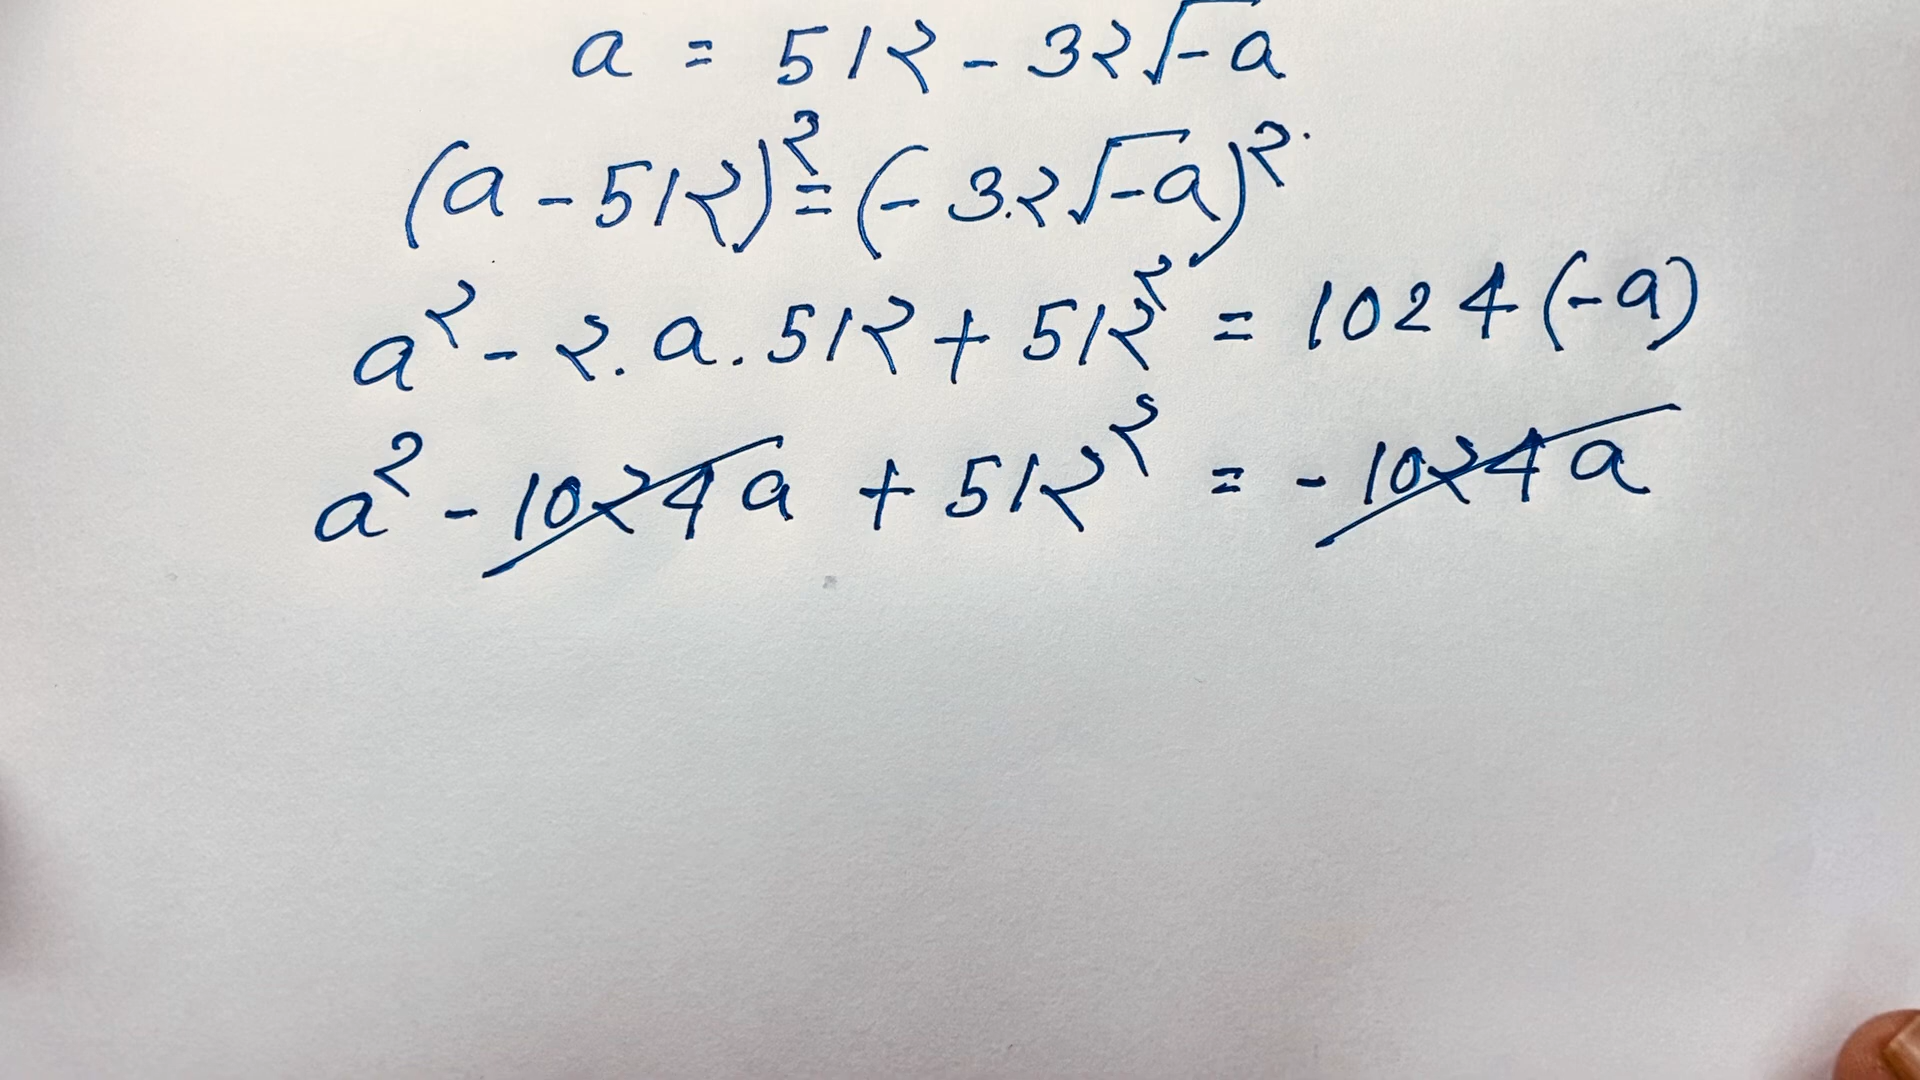 a = 512 - 32√-a
(a - 512)² = (- 32√-a)²
a² - 2.a.512 + 512² = 1024(-a)
a² - 1024a + 512² = - 1024a